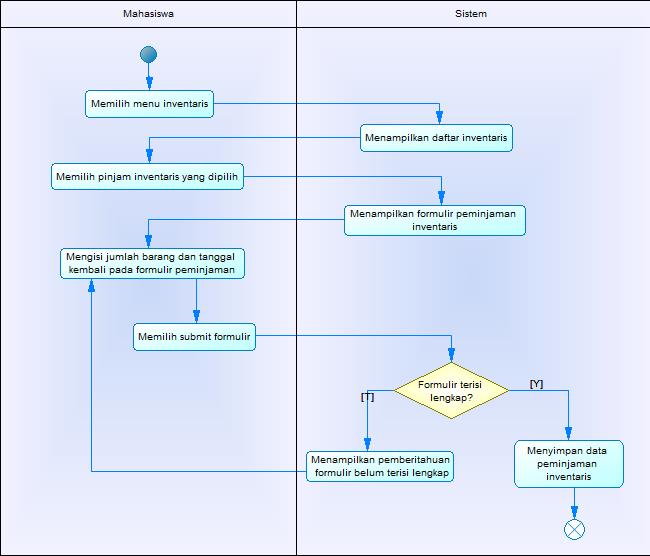 Mahasiswa
Sistem
Memilih menu inventaris
Menampilkan daftar inventaris
Memilih pinjam inventaris yang dipilih
Menampilkan formulir peminjaman
inventaris
Mengisi jumlah barang dan tanggal
kembali pada formulir peminjaman
Memilih submit formulir
Formulir terisi
lengkap?
[T]
[Y]
Menampilkan pemberitahuan
formulir belum terisi lengkap
Menyimpan data
peminjaman
inventaris